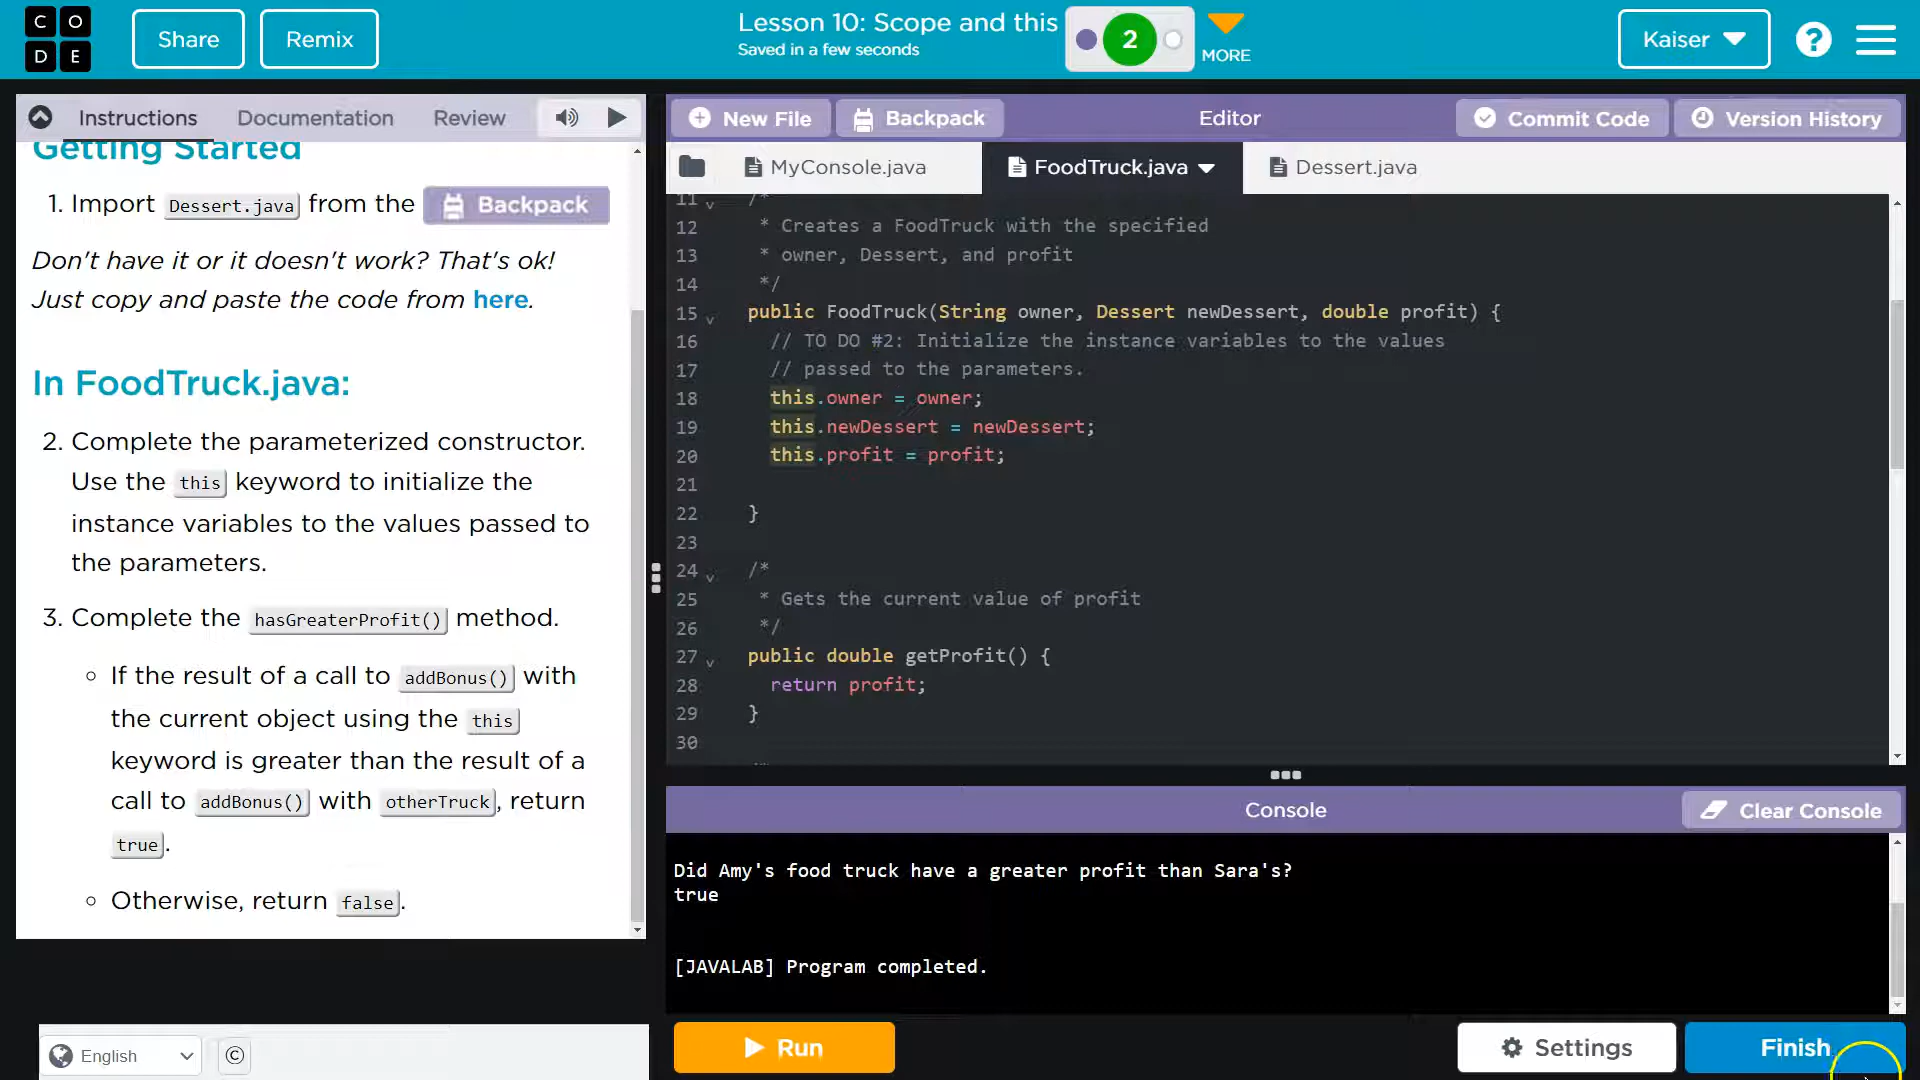 C O
D E
Share
Remix
Lesson 10: Scope and this
Saved in a few seconds
2
MORE
Kaiser
?
Instructions
Documentation
Review
Getting Started
1. Import Dessert.java from the Backpack
Don't have it or it doesn't work? That's ok!
Just copy and paste the code from here.
In FoodTruck.java:
2. Complete the parameterized constructor.
Use the this keyword to initialize the
instance variables to the values passed to
the parameters.
3. Complete the hasGreaterProfit() method.
If the result of a call to addBonus() with
the current object using the this
keyword is greater than the result of a
call to addBonus() with otherTruck, return
true.
Otherwise, return false.
English
©
New File
Backpack
Editor
Commit Code
Version History
MyConsole.java
FoodTruck.java
Dessert.java
11 /*
12 * Creates a FoodTruck with the specified
13 * owner, Dessert, and profit
14 */
15 public FoodTruck(String owner, Dessert newDessert, double profit) {
16 // TO DO #2: Initialize the instance variables to the values
17 // passed to the parameters.
18 this.owner = owner;
19 this.newDessert = newDessert;
20 this.profit = profit;
21
22 }
23
24 /*
25 * Gets the current value of profit
26 */
27 public double getProfit() {
28 return profit;
29 }
30
Console
Clear Console
Did Amy's food truck have a greater profit than Sara's?
true
[JAVALAB] Program completed.
Run
Settings
Finish